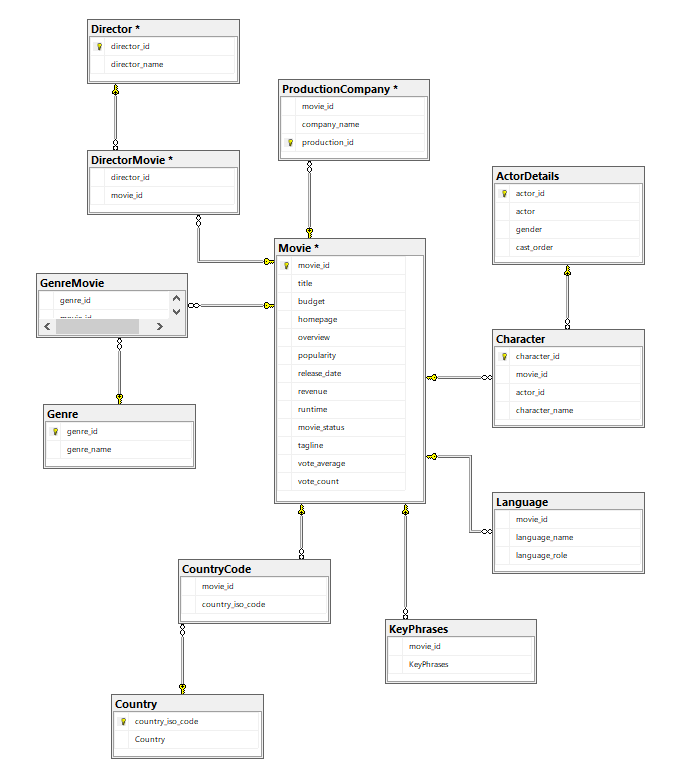 Director *
director_id
director_name
ProductionCompany *
movie_id
company_name
production_id
DirectorMovie *
director_id
movie_id
ActorDetails
actor_id
actor
gender
cast_order
Movie *
movie_id
title
budget
homepage
overview
popularity
release_date
revenue
runtime
movie_status
tagline
vote_average
vote_count
GenreMovie
genre_id
movie_id
Character
character_id
movie_id
actor_id
character_name
Genre
genre_id
genre_name
Language
movie_id
language_name
language_role
CountryCode
movie_id
country_iso_code
KeyPhrases
movie_id
KeyPhrases
Country
country_iso_code
Country